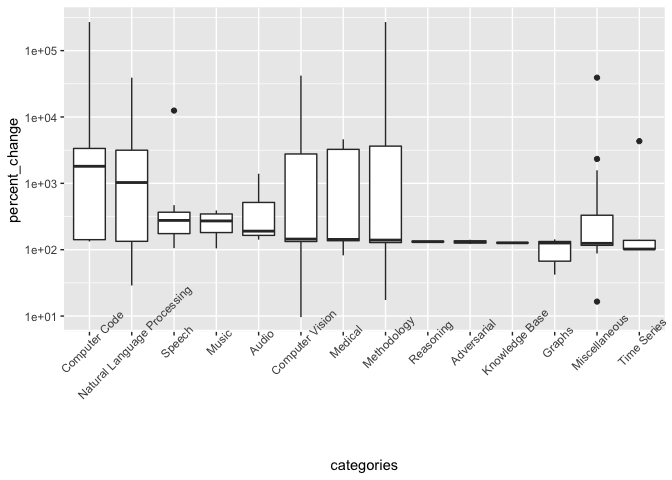 1e+05
1e+04
1e+03
1e+02
1e+01
percent_change
Computer Code
Natural Language Processing
Speech
Music
Audio
Computer Vision
Medical
Methodology
Reasoning
Adversarial
Knowledge Base
Graphs
Miscellaneous
Time Series
categories